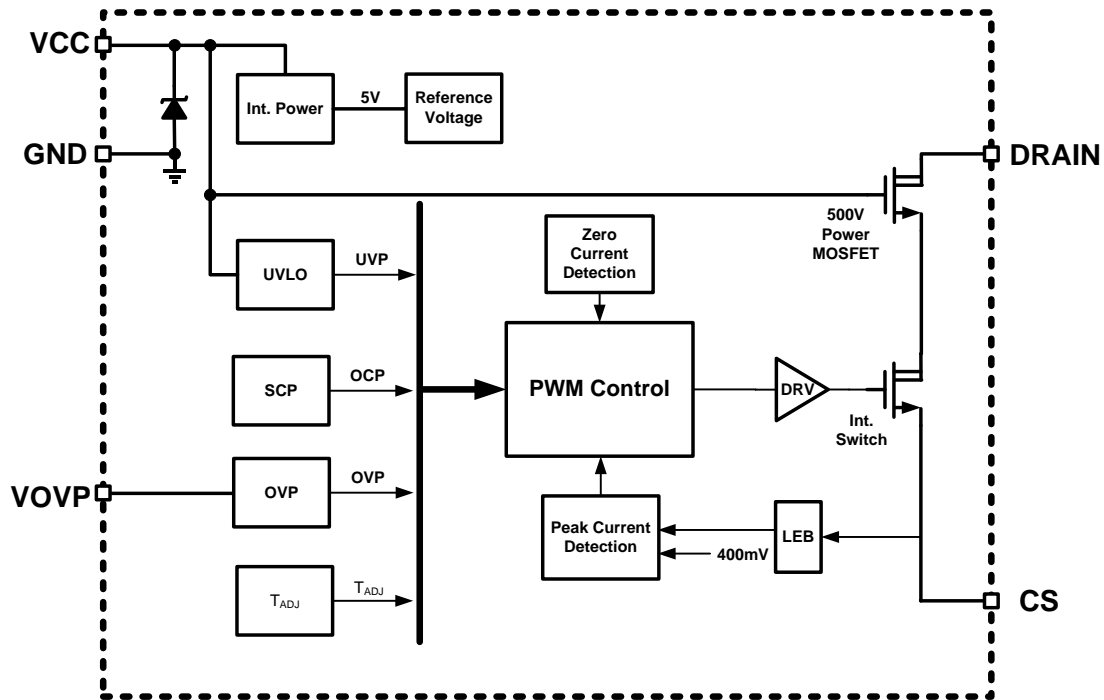 VCC
Int. Power
5V
Reference
Voltage
GND
DRAIN
500V
Power
MOSFET
Zero
Current
Detection
UVLO
UVP
SCP
OCP
PWM Control
DRV
Int.
Switch
VOVP
OVP
OVP
Peak Current
Detection
LEB
400mV
TADJ
TADJ
CS